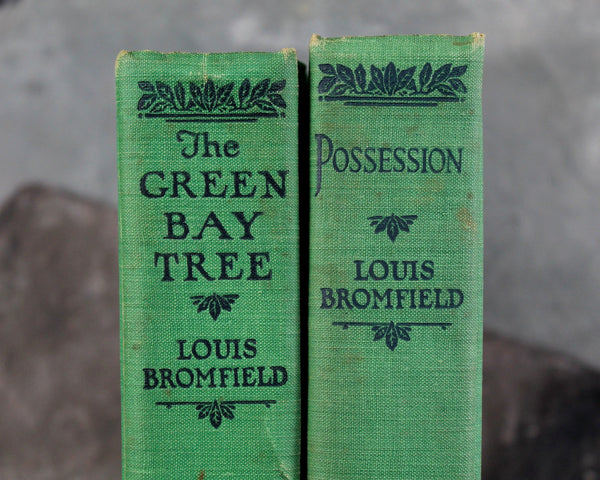 The
GREEN
BAY
TREE
LOUIS
BROMFIELD
POSSESSION
LOUIS
BROMFIELD